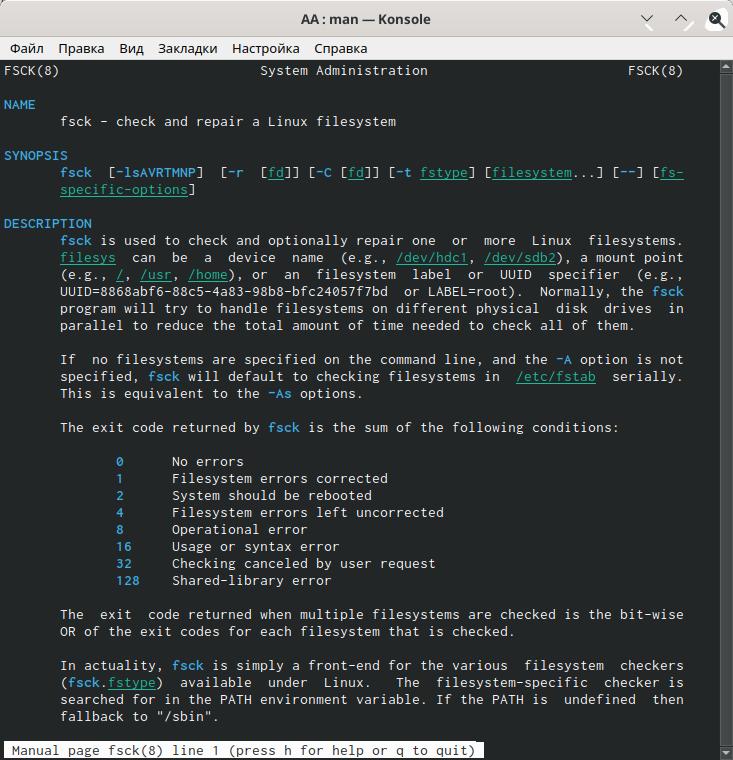 AA : man — Konsole
Файл Правка Вид Закладки Настройка Справка
FSCK(8) System Administration FSCK(8)
NAME
fsck - check and repair a Linux filesystem
SYNOPSIS
fsck [-lsAVRTMNP] [-r [fd]] [-C [fd]] [-t fstype] [filesystem...] [--] [fs-
specific-options]
DESCRIPTION
fsck is used to check and optionally repair one or more Linux filesystems.
filesys can be a device name (e.g., /dev/hdc1, /dev/sdb2), a mount point
(e.g., /, /usr, /home), or an filesystem label or UUID specifier (e.g.,
UUID=8868abf6-88c5-4a83-98b8-bfc24057f7bd or LABEL=root). Normally, the fsck
program will try to handle filesystems on different physical disk drives in
parallel to reduce the total amount of time needed to check all of them.
If no filesystems are specified on the command line, and the -A option is not
specified, fsck will default to checking filesystems in /etc/fstab serially.
This is equivalent to the -As options.
The exit code returned by fsck is the sum of the following conditions:
0 No errors
1 Filesystem errors corrected
2 System should be rebooted
4 Filesystem errors left uncorrected
8 Operational error
16 Usage or syntax error
32 Checking canceled by user request
128 Shared-library error
The exit code returned when multiple filesystems are checked is the bit-wise
OR of the exit codes for each filesystem that is checked.
In actuality, fsck is simply a front-end for the various filesystem checkers
(fsck.fstype) available under Linux. The filesystem-specific checker is
searched for in the PATH environment variable. If the PATH is undefined then
fallback to "/sbin".
Manual page fsck(8) line 1 (press h for help or q to quit)